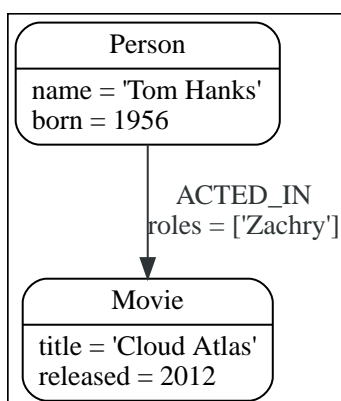 Person
name = 'Tom Hanks'
born = 1956
ACTED_IN
roles = ['Zachry']
Movie
title = 'Cloud Atlas'
released = 2012